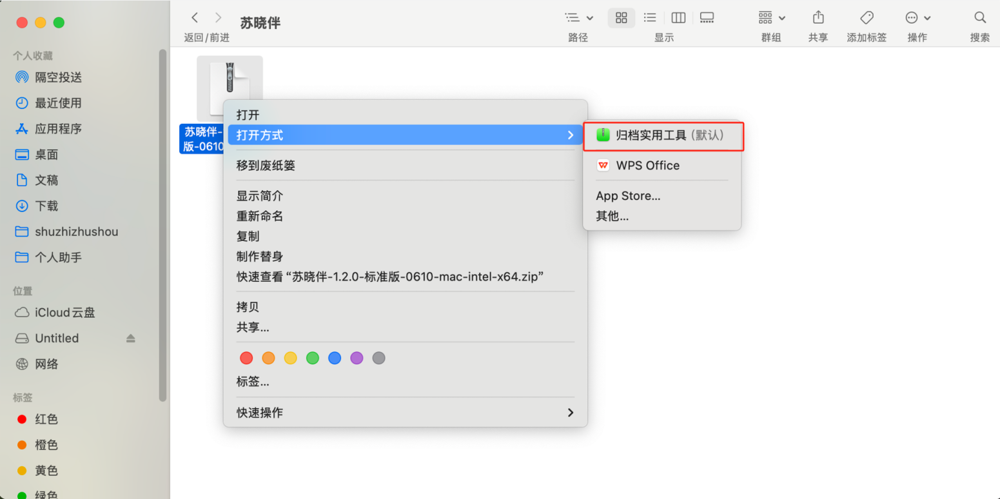 苏晓伴
返回/前进
路径
显示
群组
共享
添加标签
操作
搜索
个人收藏
隔空投送
最近使用
应用程序
桌面
文稿
下载
shuzhizhushou
个人助手
位置
iCloud云盘
Untitled
网络
标签
红色
橙色
黄色
绿色
苏晓伴-
版-0610
打开
打开方式
移到废纸篓
显示简介
重新命名
复制
制作替身
快速查看“苏晓伴-1.2.0-标准版-0610-mac-intel-x64.zip”
拷贝
共享...
标签...
快速操作
归档实用工具（默认）
WPS Office
App Store...
其他...